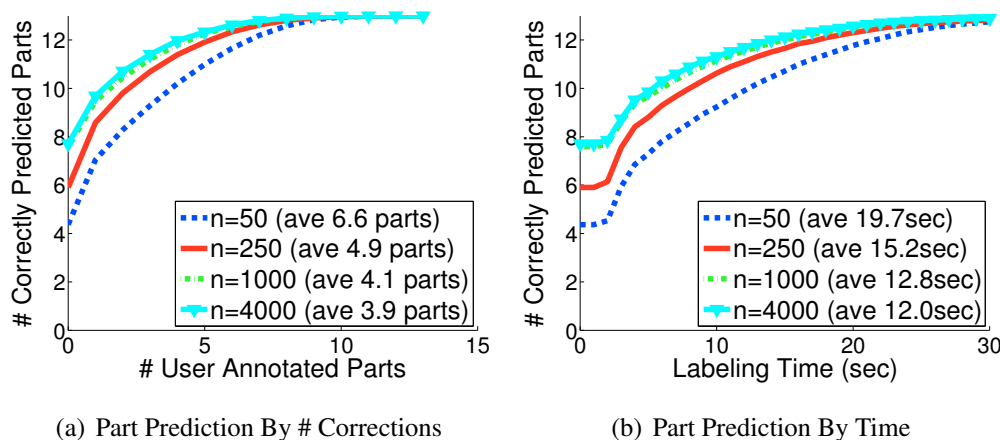 # Correctly Predicted Parts
12
10
8
6
4
2
0
n=50 (ave 6.6 parts)
n=250 (ave 4.9 parts)
n=1000 (ave 4.1 parts)
n=4000 (ave 3.9 parts)
0 5 10 15
# User Annotated Parts
(a) Part Prediction By # Corrections
# Correctly Predicted Parts
12
10
8
6
4
2
0
n=50 (ave 19.7sec)
n=250 (ave 15.2sec)
n=1000 (ave 12.8sec)
n=4000 (ave 12.0sec)
0 10 20 30
Labeling Time (sec)
(b) Part Prediction By Time